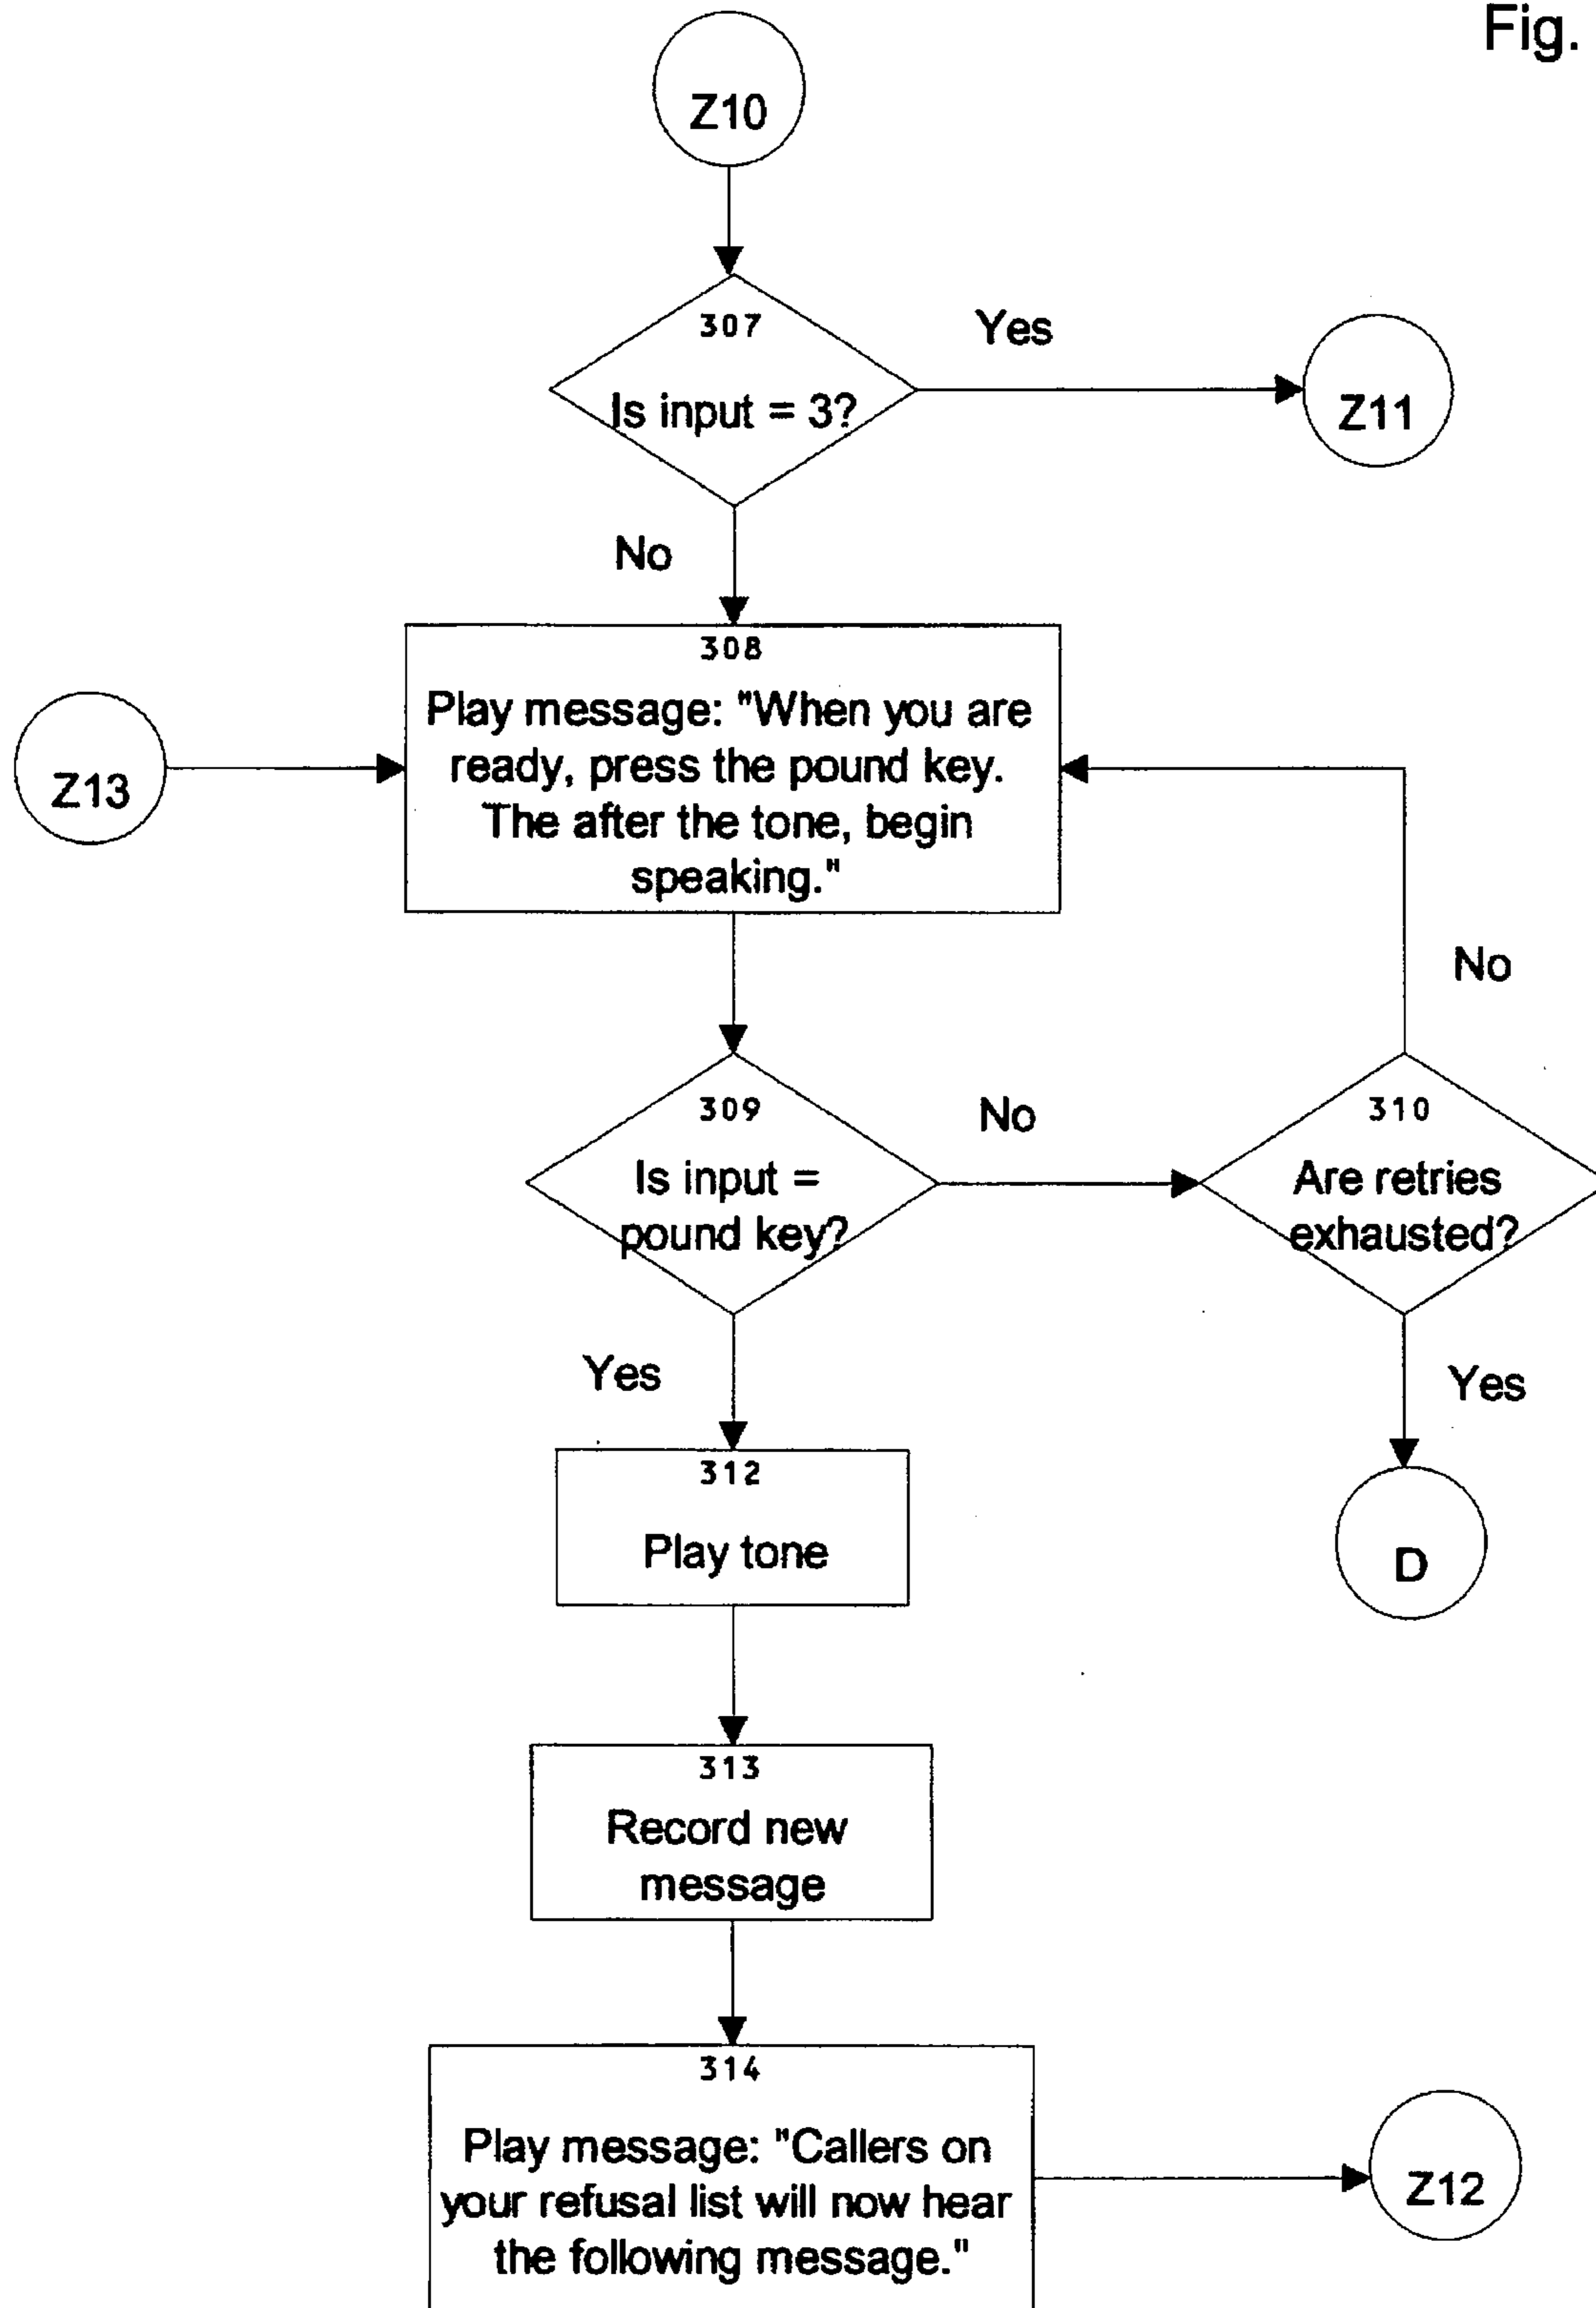 Fig.
Z10
307
Is input = 3?
Yes
Z11
No
308
Play message: "When you are
ready, press the pound key.
The after the tone, begin
speaking."
Z13
No
309
Is input =
pound key?
No
310
Are retries
exhausted?
Yes
Yes
312
Play tone
D
313
Record new
message
314
Play message: "Callers on
your refusal list will now hear
the following message."
Z12